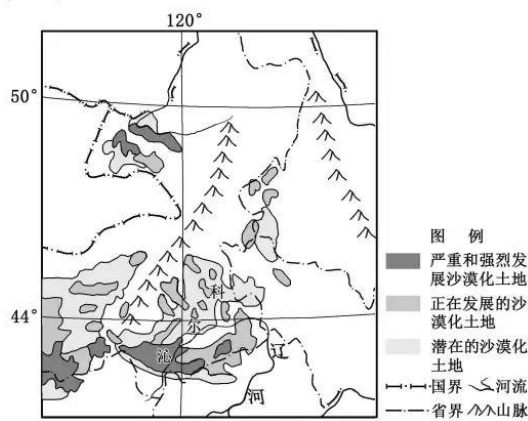 120°
50°
44°
科
尔
沁
辽
河
图 例
严重和强烈发
展沙漠化土地
正在发展的沙
漠化土地
潜在的沙漠化
土地
国界 河流
省界 山脉